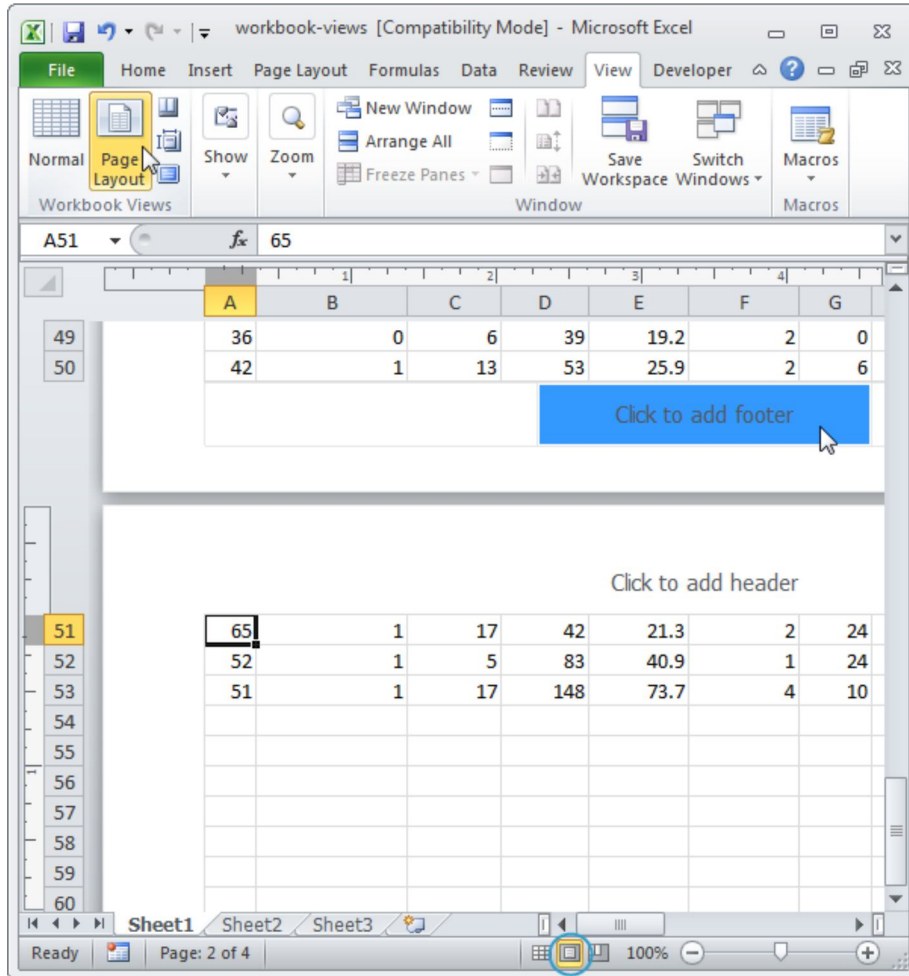 workbook-views [Compatibility Mode] - Microsoft Excel
File Home Insert Page Layout Formulas Data Review View Developer
Normal Page Layout Show Zoom New Window Arrange All Freeze Panes Save Workspace Switch Windows Macros
Workbook Views Window Macros
A51 fx 65
1 2 3 4
A B C D E F G
49 36 0 6 39 19.2 2 0
50 42 1 13 53 25.9 2 6
Click to add footer
Click to add header
51 65 1 17 42 21.3 2 24
52 52 1 5 83 40.9 1 24
53 51 1 17 148 73.7 4 10
54
55
56
57
58
59
60
1
Sheet1 Sheet2 Sheet3
Ready Page: 2 of 4 100%